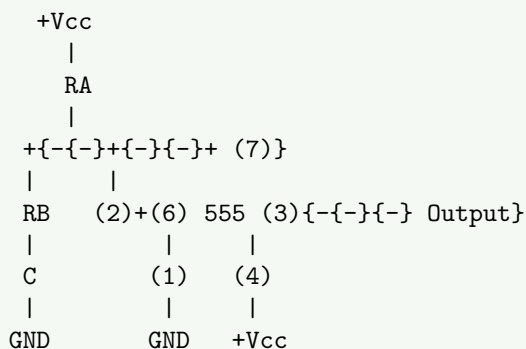 +Vcc
|
RA
|
+{-{-}+{-}{-}+ (7)}
| |
RB (2)+(6) 555 (3){-{-}{-} Output}
| | |
C (1) (4)
| | |
GND GND +Vcc